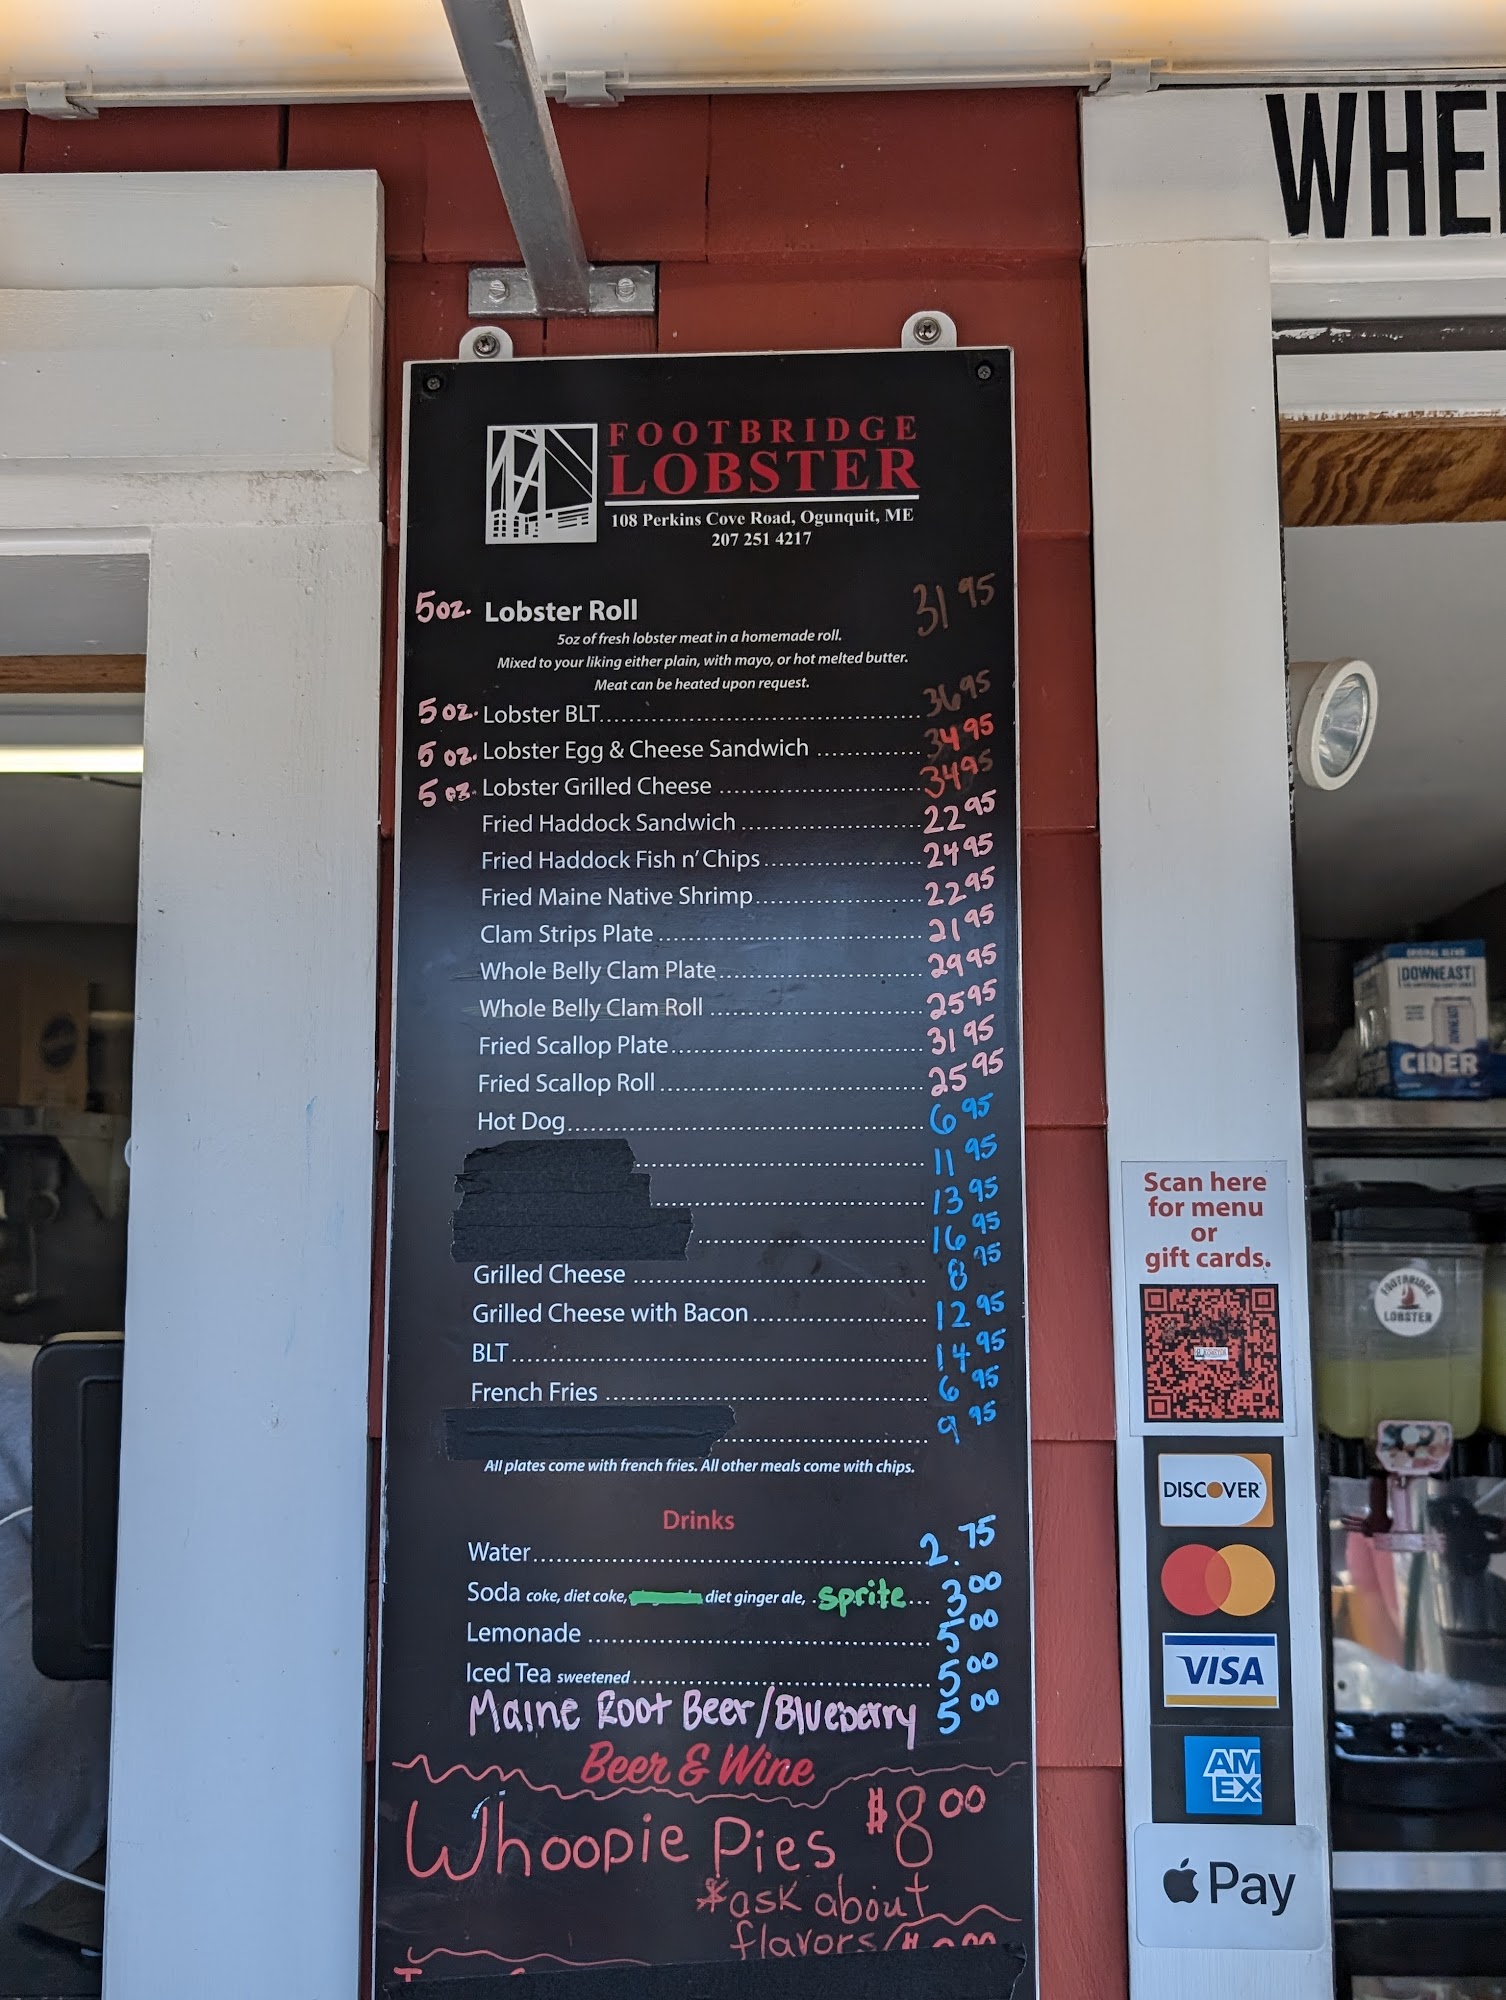 WHE
FOOTBRIDGE
LOBSTER
108 Perkins Cove Road, Ogunquit, ME
207 251 4217
5oz. Lobster Roll 31 95
5oz of fresh lobster meat in a homemade roll.
Mixed to your liking either plain, with mayo, or hot melted butter.
Meat can be heated upon request.
5 oz. Lobster BLT 36 95
5 oz. Lobster Egg & Cheese Sandwich 34 95
5 oz. Lobster Grilled Cheese 34 95
Fried Haddock Sandwich 22 95
Fried Haddock Fish n' Chips 24 95
Fried Maine Native Shrimp 22 95
Clam Strips Plate 21 95
Whole Belly Clam Plate 29 95
Whole Belly Clam Roll 25 95
Fried Scallop Plate 31 95
Fried Scallop Roll 25 95
Hot Dog 6 95
11 95
13 95
16 95
Grilled Cheese 8 95
Grilled Cheese with Bacon 12 95
BLT 14 95
French Fries 6 95
9 95
All plates come with french fries. All other meals come with chips.
Drinks
Water 2.75
Soda coke, diet coke, diet ginger ale, sprite 3 00
Lemonade 5 00
Iced Tea sweetened 5 00
Maine Root Beer/Blueberry 5 00
Beer & Wine
Whoopie Pies $8 00
*ask about
flavors
Scan here
for menu
or
gift cards.
DISCOVER
VISA
AM
EX
Pay
ORIGINAL BLEND
DOWNEAST
CIDER
FOOTBRIDGE
LOBSTER